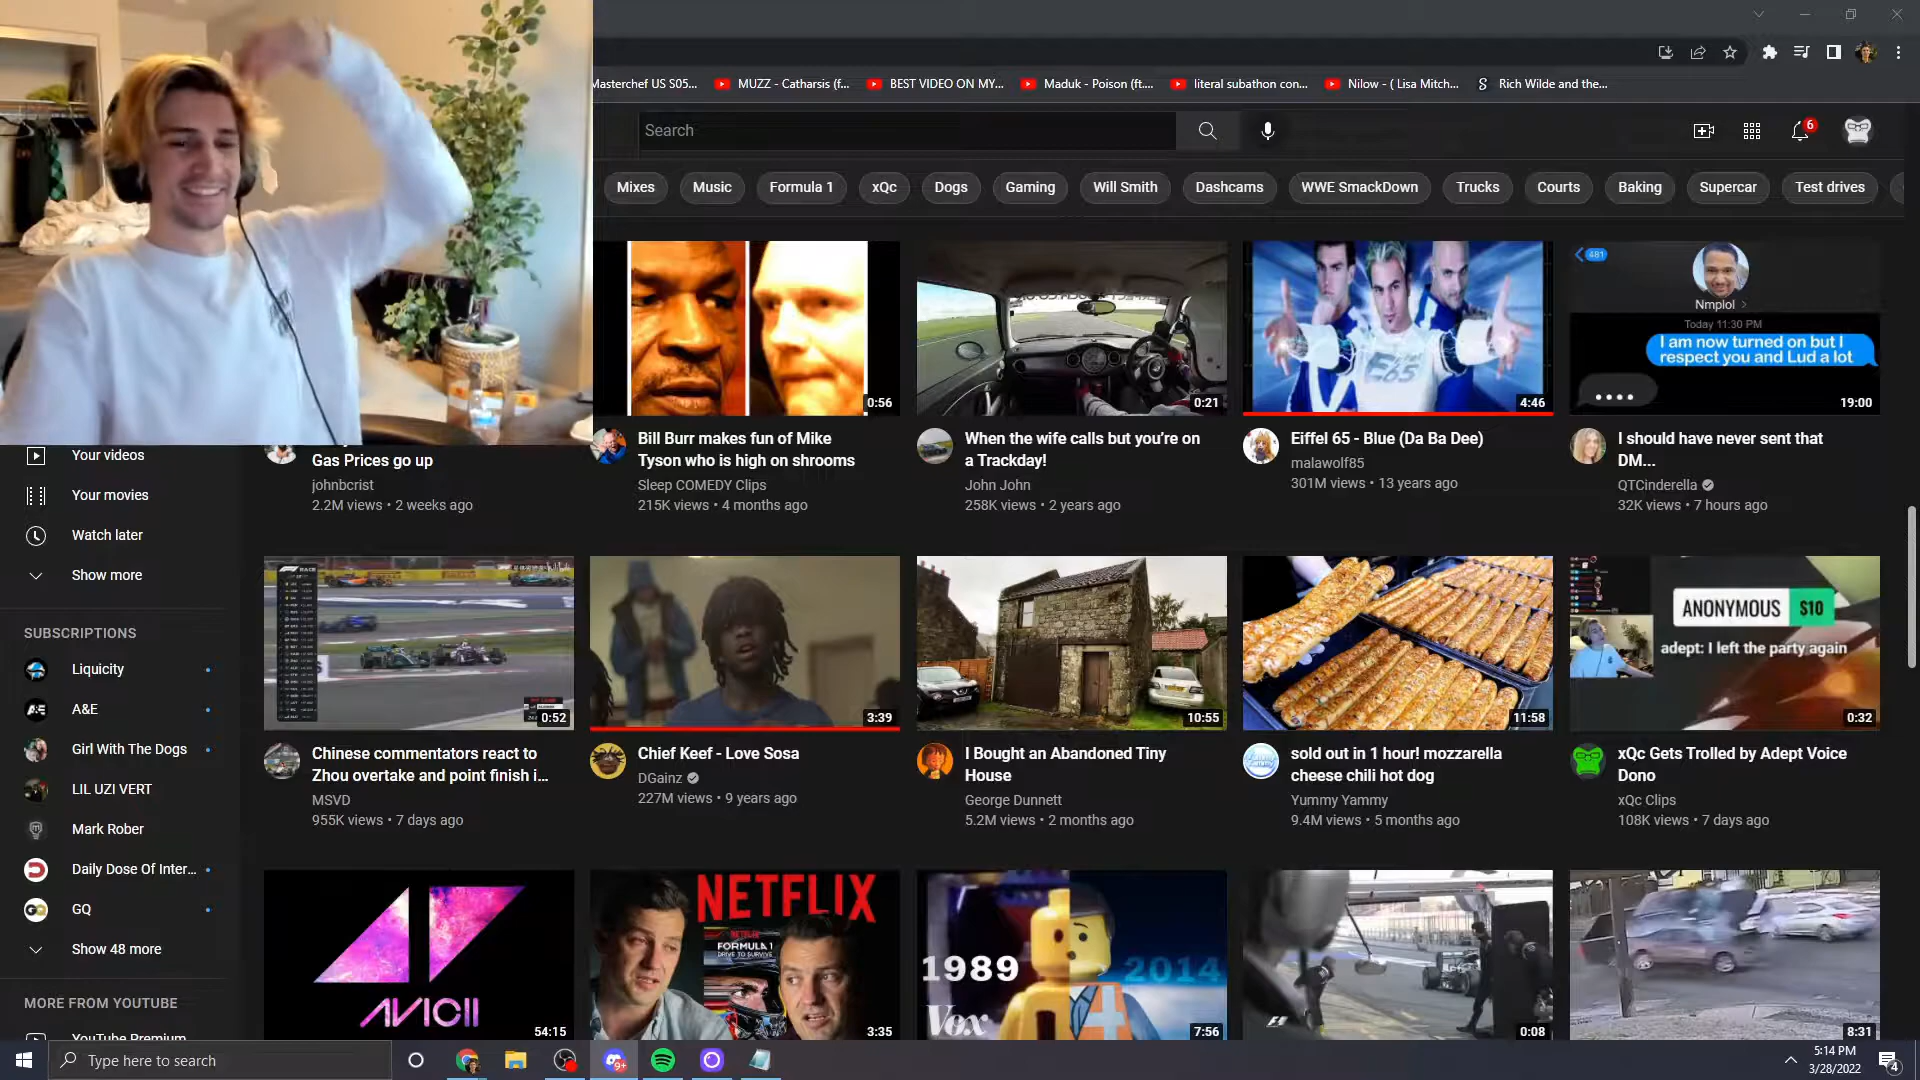 Masterchef US S05...
MUZZ - Catharsis (f...
BEST VIDEO ON MY...
Maduk - Poison (ft....
literal subathon con...
Nilow - ( Lisa Mitch...
Rich Wilde and the...
Search
6
Mixes
Music
Formula 1
xQc
Dogs
Gaming
Will Smith
Dashcams
WWE SmackDown
Trucks
Courts
Baking
Supercar
Test drives
0:56
0:21
E65
4:46
481
Nmplol
Today 11:30 PM
I am now turned on but I
respect you and Lud a lot
19:00
Gas Prices go up
johnbcrist
2.2M views • 2 weeks ago
Bill Burr makes fun of Mike
Tyson who is high on shrooms
Sleep COMEDY Clips
215K views • 4 months ago
When the wife calls but you're on
a Trackday!
John John
258K views • 2 years ago
Eiffel 65 - Blue (Da Ba Dee)
malawolf85
301M views • 13 years ago
I should have never sent that
DM...
QTCinderella
32K views • 7 hours ago
Your videos
Your movies
Watch later
Show more
SUBSCRIPTIONS
Liquicity
A&E
Girl With The Dogs
LIL UZI VERT
Mark Rober
Daily Dose Of Inter...
GQ
Show 48 more
MORE FROM YOUTUBE
YouTube Premium
0:52
3:39
10:55
11:58
ANONYMOUS $10
adept: I left the party again
0:32
Chinese commentators react to
Zhou overtake and point finish i...
MSVD
955K views • 7 days ago
Chief Keef - Love Sosa
DGainz
227M views • 9 years ago
I Bought an Abandoned Tiny
House
George Dunnett
5.2M views • 2 months ago
sold out in 1 hour! mozzarella
cheese chili hot dog
Yummy Yammy
9.4M views • 5 months ago
xQc Gets Trolled by Adept Voice
Dono
xQc Clips
108K views • 7 days ago
AVICII
54:15
NETFLIX
FORMULA 1
DRIVE TO SURVIVE
3:35
1989
2014
Vox
7:56
0:08
8:31
Type here to search
9+
5:14 PM
3/28/2022
4